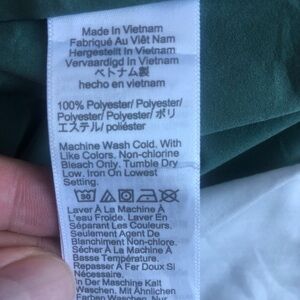 Made In Vietnam
Fabriqué Au Viêt Nam
Hergestellt In Vietnam
Vervaardigd In Vietnam
ベトナム製
hecho en vietnam
100% Polyester/ Polyester/
Polyester/ Polyester/ ポリ
エステル/ poliéster
Machine Wash Cold. With
Like Colors. Non-chlorine
Bleach Only. Tumble Dry
Low. Iron On Lowest
Setting.
Laver À La Machine À
L'eau Froide. Laver En
Séparant Les Couleurs.
Seulement Agent De
Blanchiment Non-chloro.
Sécher À La Machine À
Basse Température.
Repasser À Fer Doux Si
Nécessaire.
In Der Maschine Kalt
Waschen. Mit Ähnlichen
Farben Waschen. Nur